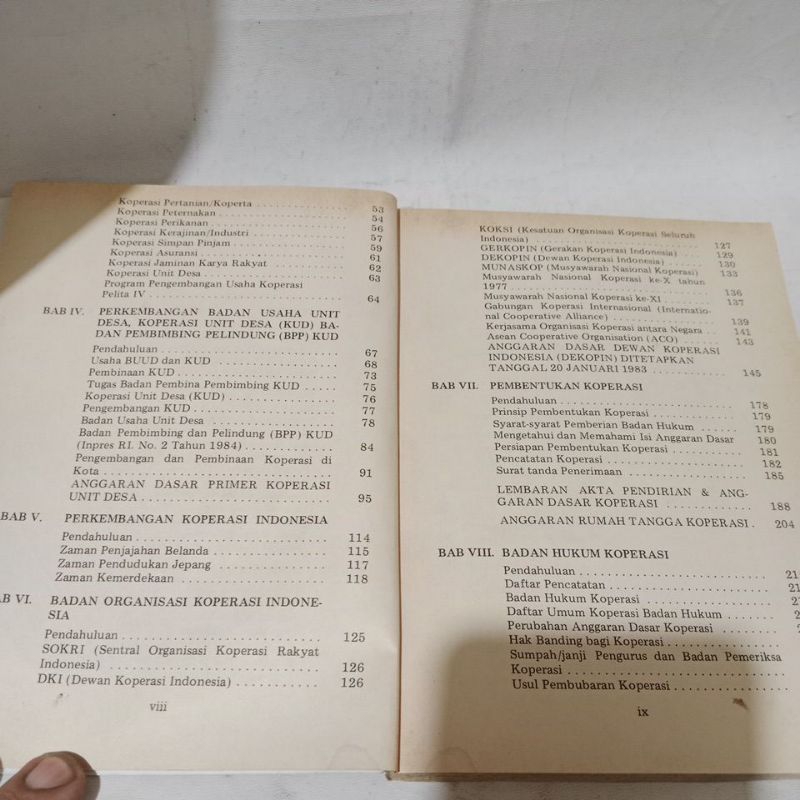 Koperasi Pertanian/Koperta . . . . . . . . . . . . . . . . . . 53
Koperasi Peternakan . . . . . . . . . . . . . . . . . . . . . . 54
Koperasi Perikanan . . . . . . . . . . . . . . . . . . . . . . 56
Koperasi Kerajinan/Industri . . . . . . . . . . . . . . . . . . 57
Koperasi Simpan Pinjam . . . . . . . . . . . . . . . . . . . . 59
Koperasi Asuransi . . . . . . . . . . . . . . . . . . . . . . . 61
Koperasi Jaminan Karya Rakyat . . . . . . . . . . . . . . . 62
Koperasi Unit Desa . . . . . . . . . . . . . . . . . . . . . . 63
Program Pengembangan Usaha Koperasi
Pelita IV . . . . . . . . . . . . . . . . . . . . . . . . . . . 64
BAB IV. PERKEMBANGAN BADAN USAHA UNIT
DESA, KOPERASI UNIT DESA (KUD) BA-
DAN PEMBIMBING PELINDUNG (BPP) KUD
Pendahuluan . . . . . . . . . . . . . . . . . . . . . . . . . 67
Usaha BUUD dan KUD . . . . . . . . . . . . . . . . . . . . 68
Pembinaan KUD . . . . . . . . . . . . . . . . . . . . . . . 73
Tugas Badan Pembina Pembimbing KUD . . . . . . . . . . 75
Koperasi Unit Desa (KUD) . . . . . . . . . . . . . . . . . . 76
Pengembangan KUD . . . . . . . . . . . . . . . . . . . . . 77
Badan Usaha Unit Desa . . . . . . . . . . . . . . . . . . . 78
Badan Pembimbing dan Pelindung (BPP) KUD
(Inpres RI. No. 2 Tahun 1984) . . . . . . . . . . . . . . . . 84
Pengembangan dan Pembinaan Koperasi di
Kota . . . . . . . . . . . . . . . . . . . . . . . . . . . . . 91
ANGGARAN DASAR PRIMER KOPERASI
UNIT DESA . . . . . . . . . . . . . . . . . . . . . . . . . . 95
BAB V. PERKEMBANGAN KOPERASI INDONESIA
Pendahuluan . . . . . . . . . . . . . . . . . . . . . . . . . 114
Zaman Penjajahan Belanda . . . . . . . . . . . . . . . . . 115
Zaman Pendudukan Jepang . . . . . . . . . . . . . . . . . 117
Zaman Kemerdekaan . . . . . . . . . . . . . . . . . . . . . 118
AB VI. BADAN ORGANISASI KOPERASI INDONE-
SIA
Pendahuluan . . . . . . . . . . . . . . . . . . . . . . . . . 125
SOKRI (Sentral Organisasi Koperasi Rakyat
Indonesia) . . . . . . . . . . . . . . . . . . . . . . . . . . 126
DKI (Dewan Koperasi Indonesia) . . . . . . . . . . . . . . 126
viii
KOKSI (Kesatuan Organisasi Koperasi Seluruh
Indonesia) . . . . . . . . . . . . . . . . . . . . . . . . . . 127
GERKOPIN (Gerakan Koperasi Indonesia) . . . . . . . . . 129
DEKOPIN (Dewan Koperasi Indonesia) . . . . . . . . . . . 130
MUNASKOP (Musyawarah Nasional Koperasi) 133
Musyawarah Nasional Koperasi ke-X tahun
1977 . . . . . . . . . . . . . . . . . . . . . . . . . . . . . 136
Musyawarah Nasional Koperasi ke-XI . . . . . . . . . . . . 137
Gabungan Koperasi Internasional (Internatio-
nal Cooperative Alliance) . . . . . . . . . . . . . . . . . . 139
Kerjasama Organisasi Koperasi antara Negara . . . 141
Asean Cooperative Organisation (ACO) . . . . . . . . . . 143
ANGGARAN DASAR DEWAN KOPERASI
INDONESIA (DEKOPIN) DITETAPKAN
TANGGAL 20 JANUARI 1983 . . . . . . . . . . . . . . . . 145
BAB VII. PEMBENTUKAN KOPERASI
Pendahuluan . . . . . . . . . . . . . . . . . . . . . . . . . 178
Prinsip Pembentukan Koperasi . . . . . . . . . . . . . . . 179
Syarat-syarat Pemberian Badan Hukum . . . . . . . . . . 179
Mengetahui dan Memahami Isi Anggaran Dasar 180
Persiapan Pembentukan Koperasi . . . . . . . . . . . . . . 181
Pencatatan Koperasi . . . . . . . . . . . . . . . . . . . . . 182
Surat tanda Penerimaan . . . . . . . . . . . . . . . . . . . 185
LEMBARAN AKTA PENDIRIAN & ANG-
GARAN DASAR KOPERASI . . . . . . . . . . . . . . . . . 188
ANGGARAN RUMAH TANGGA KOPERASI . 204
BAB VIII. BADAN HUKUM KOPERASI
Pendahuluan . . . . . . . . . . . . . . . . . . . . . . . . . 21
Daftar Pencatatan . . . . . . . . . . . . . . . . . . . . . . 21
Badan Hukum Koperasi . . . . . . . . . . . . . . . . . . .
Daftar Umum Koperasi Badan Hukum . . . . . . . . . . . 2
Perubahan Anggaran Dasar Koperasi . . . . . . . . . . .
Hak Banding bagi Koperasi . . . . . . . . . . . . . . . . .
Sumpah/janji Pengurus dan Badan Pemeriksa
Koperasi . . . . . . . . . . . . . . . . . . . . . . . . . . .
Usul Pembubaran Koperasi . . . . . . . . . . . . . . . . .
ix